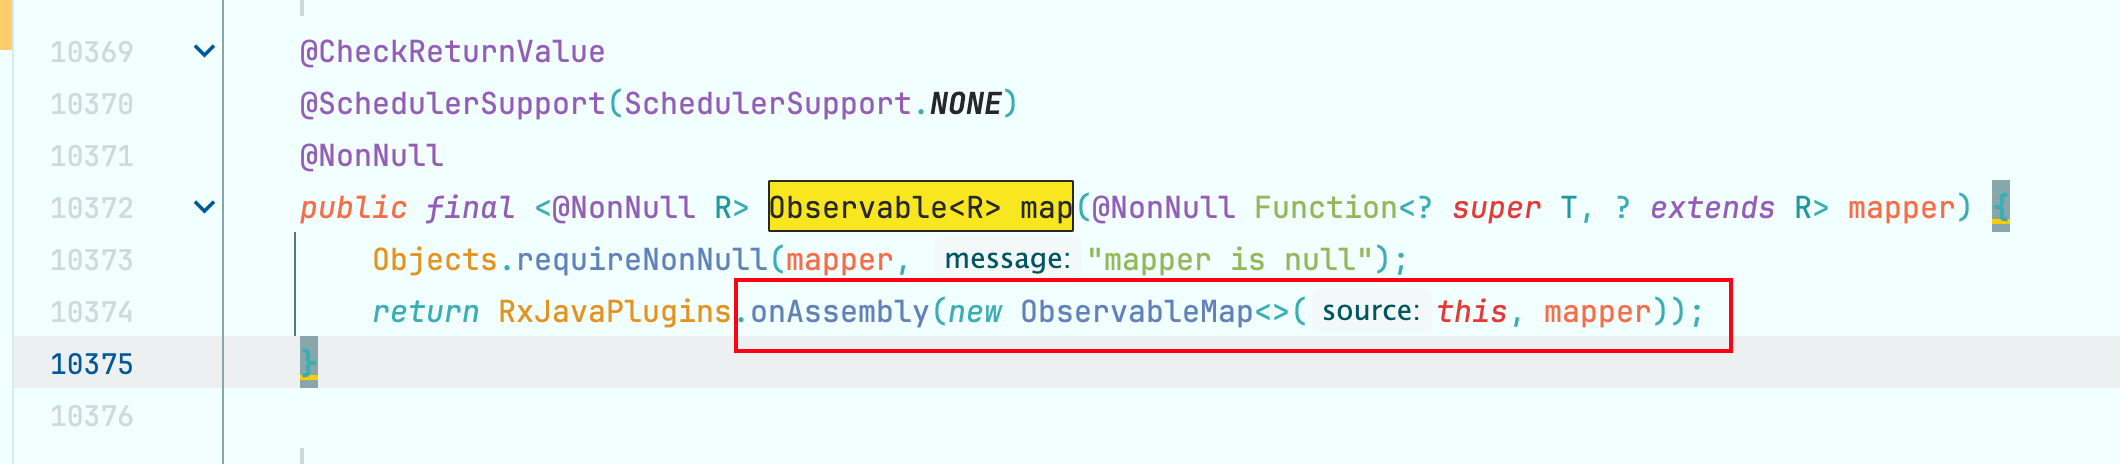 10369 @CheckReturnValue
10370 @SchedulerSupport(SchedulerSupport.NONE)
10371 @NonNull
10372 public final <@NonNull R> Observable<R> map(@NonNull Function<? super T, ? extends R> mapper) {
10373 Objects.requireNonNull(mapper, message: "mapper is null");
10374 return RxJavaPlugins.onAssembly(new ObservableMap<>( source: this, mapper));
10375 }
10376